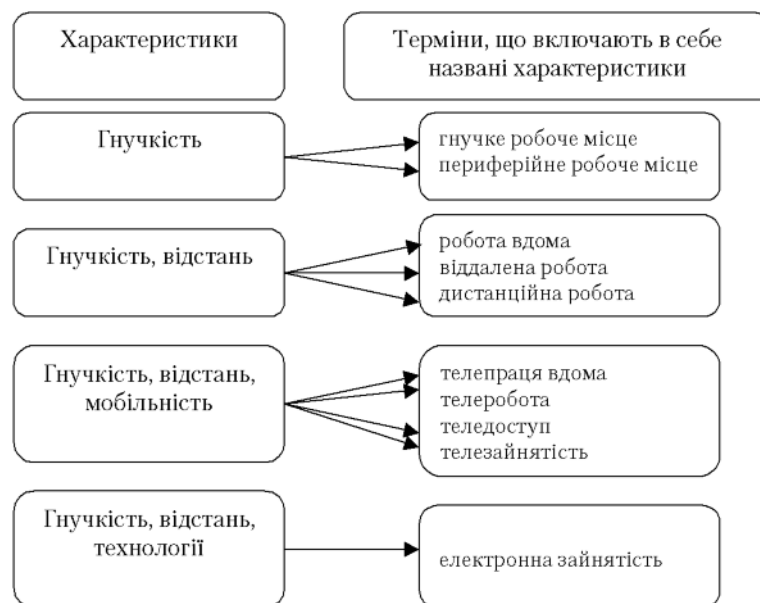 Характеристики
Терміни, що включають в себе
названі характеристики
Гнучкість
гнучке робоче місце
периферійне робоче місце
Гнучкість, відстань
робота вдома
віддалена робота
дистанційна робота
Гнучкість, відстань,
мобільність
телепраця вдома
телеробота
теледоступ
телезайнятість
Гнучкість, відстань,
технології
електронна зайнятість